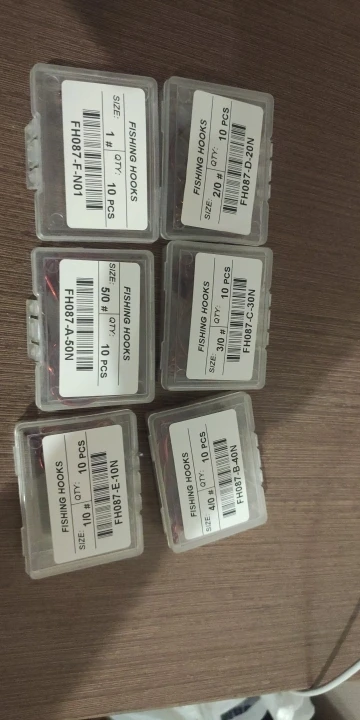 FISHING HOOKS
SIZE: 1 # QTY: 10 PCS
FH087-F-N01
FISHING HOOKS
SIZE: 2/0 # QTY: 10 PCS
FH087-D-20N
FISHING HOOKS
SIZE: 5/0 # QTY: 10 PCS
FH087-A-50N
FISHING HOOKS
SIZE: 3/0 # QTY: 10 PCS
FH087-C-30N
FISHING HOOKS
SIZE: 1/0 # QTY: 10 PCS
FH087-E-10N
FISHING HOOKS
SIZE: 4/0 # QTY: 10 PCS
FH087-B-40N